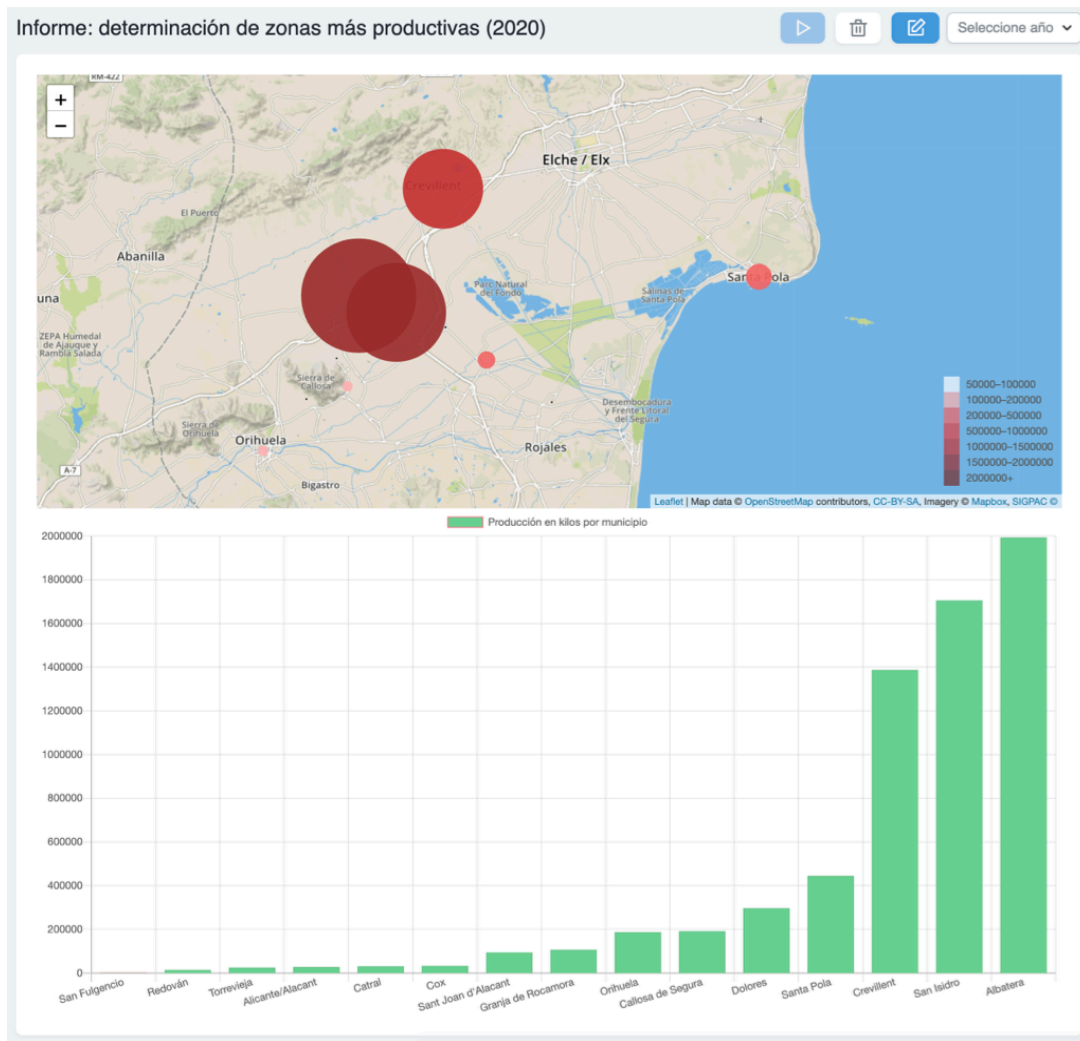 Informe: determinación de zonas más productivas (2020)
Seleccione año
RM-422
+
−
Elche / Elx
Crevillent
El Puerto
Abanilla
Parc Natural
del Fondo
Santa Pola
Salinas de
Santa Pola
una
ZEPA Humedal
de Ajauque y
Rambla Salada
Sierra de
Callosa
50000–100000
100000–200000
200000–500000
500000–1000000
1000000–1500000
1500000–2000000
2000000+
Desembocadura
y Frente Litoral
del Segura
Sierra de
Orihuela
Orihuela
Rojales
A-7
Bigastro
Leaflet | Map data © OpenStreetMap contributors, CC-BY-SA, Imagery © Mapbox, SIGPAC ©
Producción en kilos por municipio
2000000
1800000
1600000
1400000
1200000
1000000
800000
600000
400000
200000
0
San Fulgencio
Redován
Torrevieja
Alicante/Alacant
Catral
Cox
Sant Joan d'Alacant
Granja de Rocamora
Orihuela
Callosa de Segura
Dolores
Santa Pola
Crevillent
San Isidro
Albatera